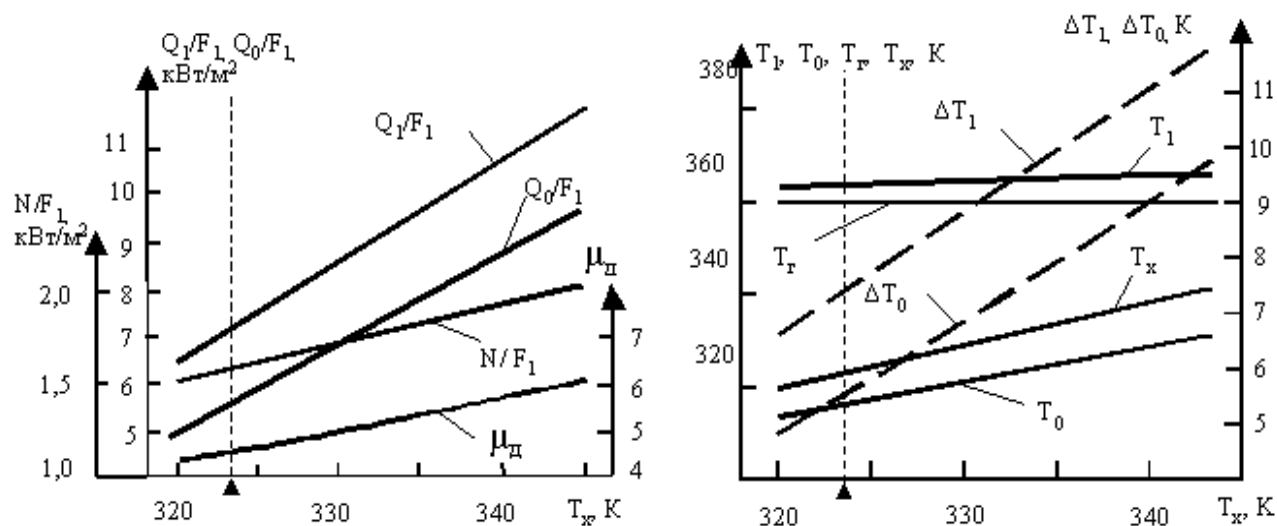 Q₁/F₁, Q₀/F₁,
кВт/м²
11
10
9
8
7
6
5
N/F₁,
кВт/м²
2,0
1,5
1,0
Q₁/F₁
Q₀/F₁
μд
N/F₁
μд
7
6
5
4
320
330
340
Tₓ, К
T₁, T₀, Tг, Tₓ, К
380
360
340
320
ΔT₁, ΔT₀, К
11
10
9
8
7
6
5
ΔT₁
T₁
Tг
ΔT₀
Tₓ
T₀
320
330
340
Tₓ, К